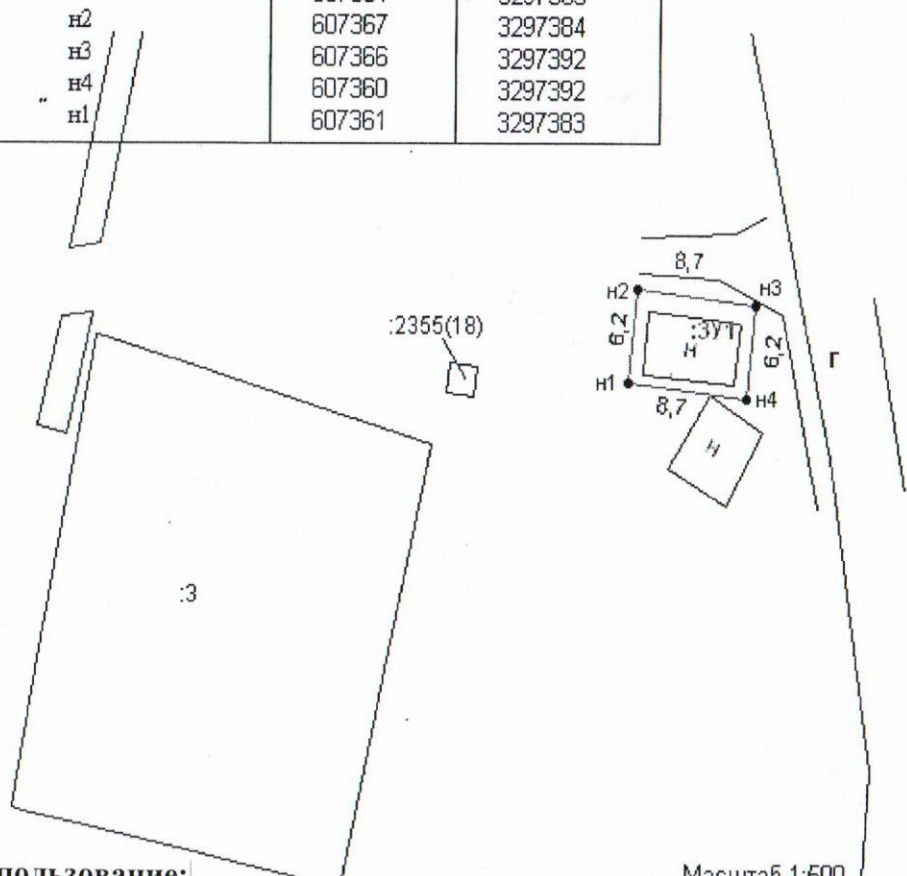 н2 607367 3297384
н3 607366 3297392
н4 607360 3297392
н1 607361 3297383
8,7
н2
н3
:2355(18)
6,2
:ЗУ1
н
6,2
Г
н1
8,7
н4
н
:3
пользование:
Масштаб 1:500